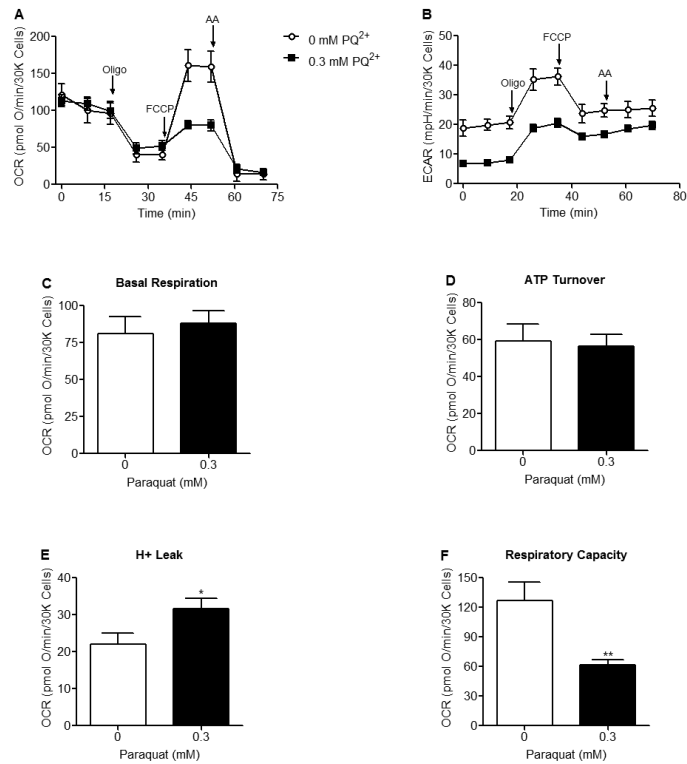 A
OCR (pmol O/min/30K Cells)
200
150
100
50
0
0 15 30 45 60 75
Time (min)
Oligo
FCCP
AA
0 mM PQ²⁺
0.3 mM PQ²⁺
B
ECAR (mpH/min/30K Cells)
50
40
30
20
10
0
0 20 40 60 80
Time (min)
Oligo
FCCP
AA
C
Basal Respiration
OCR (pmol O/min/30K Cells)
100
75
50
25
0
0 0.3
Paraquat (mM)
D
ATP Turnover
OCR (pmol O/min/30K Cells)
80
60
40
20
0
0 0.3
Paraquat (mM)
E
H+ Leak
OCR (pmol O/min/30K Cells)
40
30
20
10
0
*
0 0.3
Paraquat (mM)
F
Respiratory Capacity
OCR (pmol O/min/30K Cells)
150
120
90
60
30
0
**
0 0.3
Paraquat (mM)